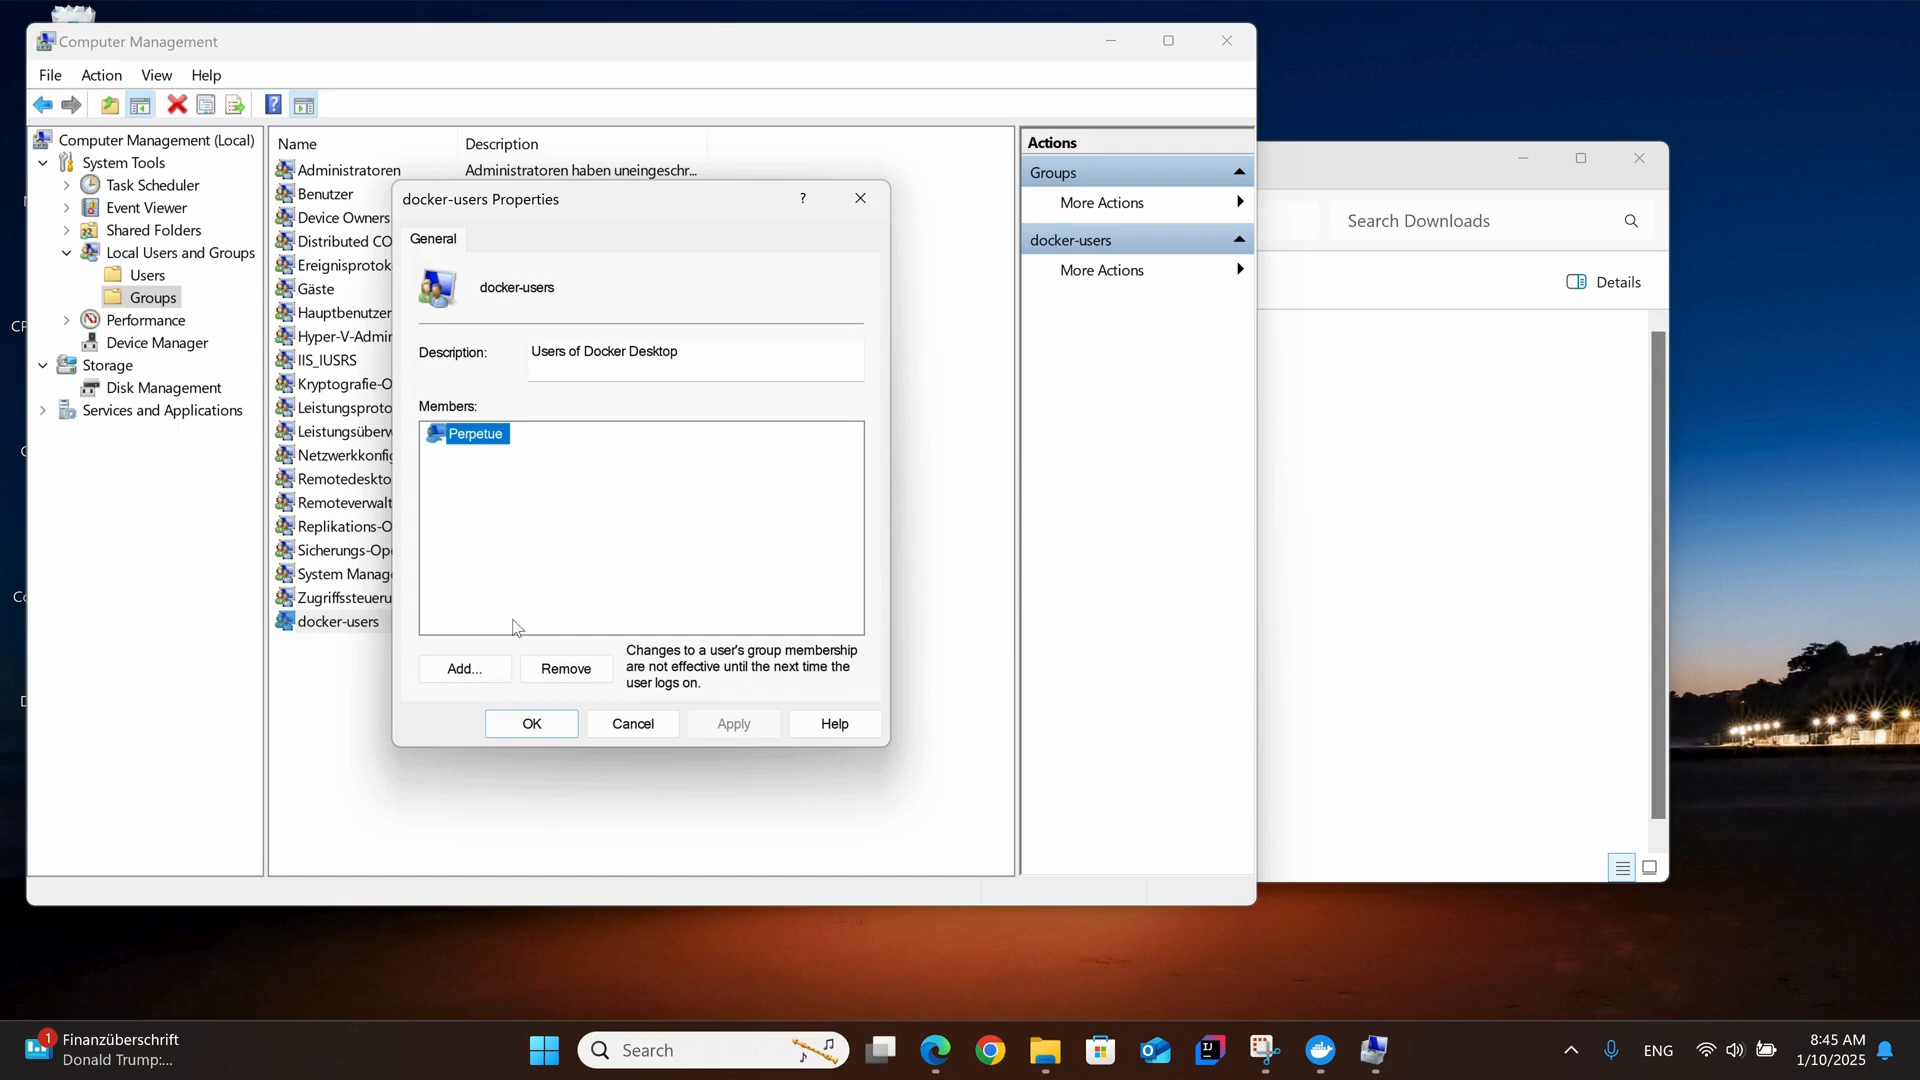 Computer Management
File Action View Help
Computer Management (Local)
System Tools
Task Scheduler
Event Viewer
Shared Folders
Local Users and Groups
Users
Groups
Performance
Device Manager
Storage
Disk Management
Services and Applications
Name Description
Administratoren Administratoren haben uneingeschr...
Benutzer
Device Owners
Distributed CO
Ereignisprotok
Gäste
Hauptbenutzer
Hyper-V-Admin
IIS_IUSRS
Kryptografie-O
Leistungsproto
Leistungsüberw
Netzwerkkonfig
Remotedeskto
Remoteverwalt
Replikations-O
Sicherungs-Ope
System Manag
Zugriffssteueru
docker-users
docker-users Properties
?
General
docker-users
Description: Users of Docker Desktop
Members:
Perpetue
Add... Remove
Changes to a user's group membership
are not effective until the next time the
user logs on.
OK Cancel Apply Help
Actions
Groups
More Actions
docker-users
More Actions
Search Downloads
Details
1
Finanzüberschrift
Donald Trump:...
Search
ENG
8:45 AM
1/10/2025